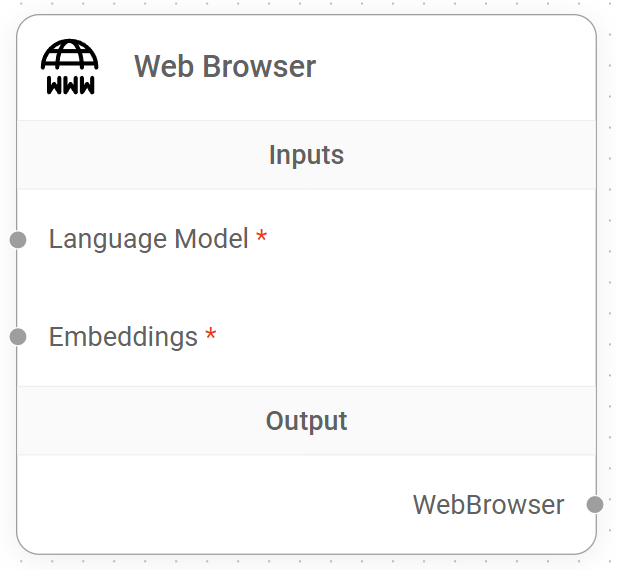 WWW
Web Browser
Inputs
Language Model *
Embeddings *
Output
WebBrowser